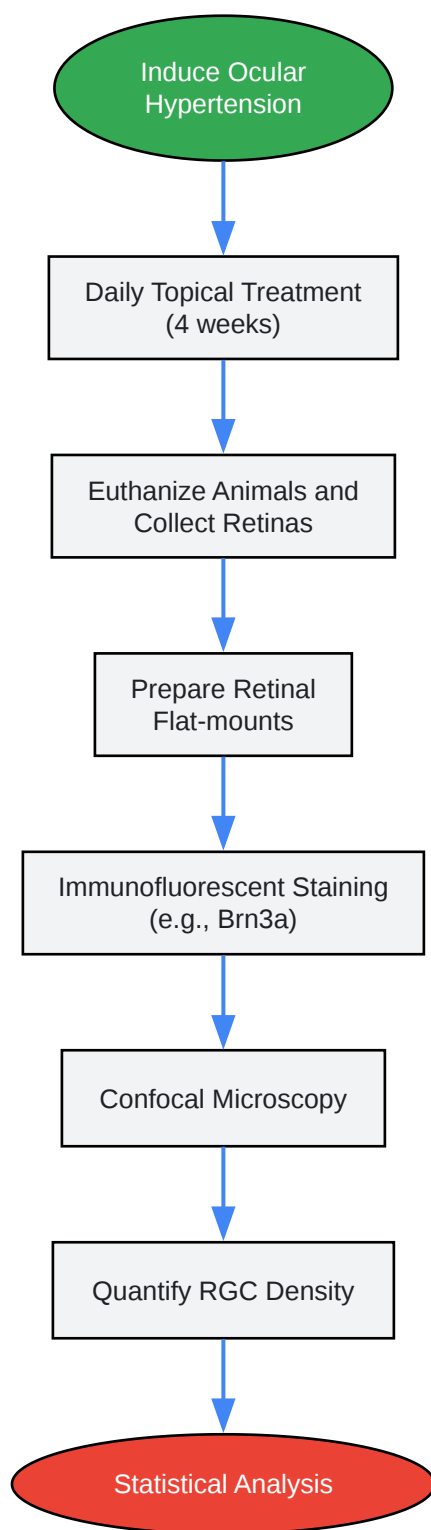 Induce Ocular
Hypertension
Daily Topical Treatment
(4 weeks)
Euthanize Animals and
Collect Retinas
Prepare Retinal
Flat-mounts
Immunofluorescent Staining
(e.g., Brn3a)
Confocal Microscopy
Quantify RGC Density
Statistical Analysis